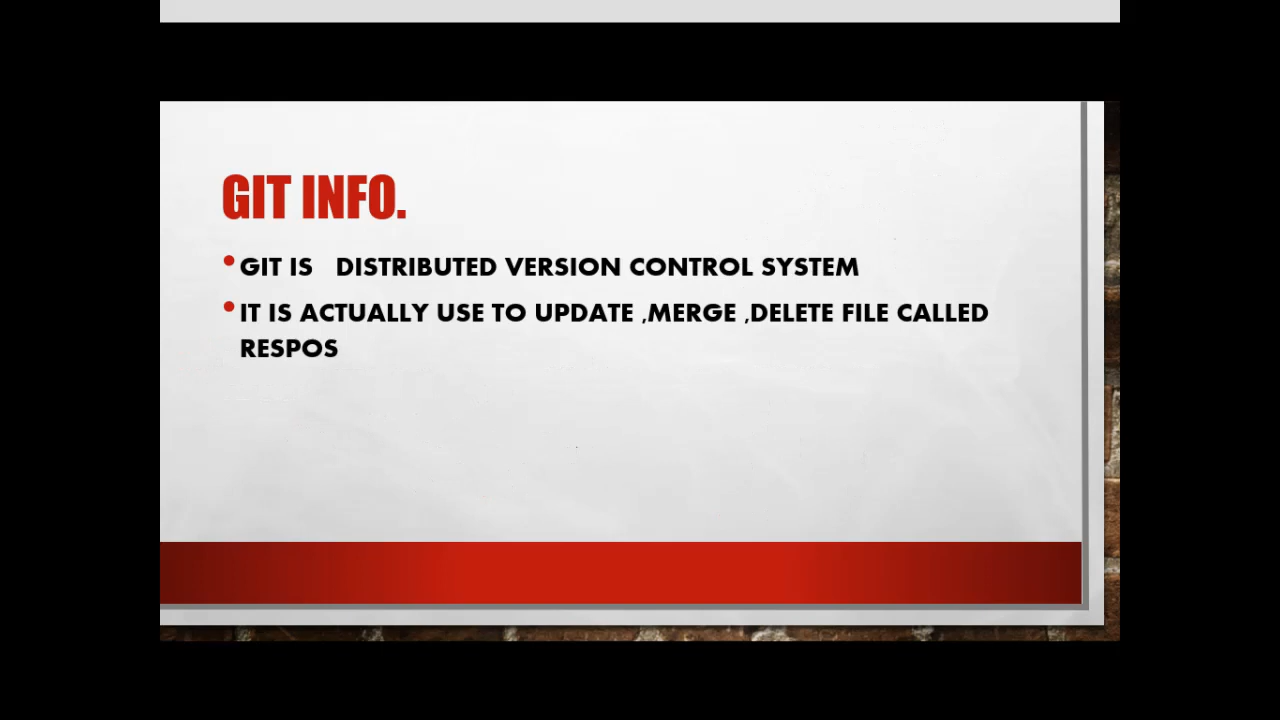 GIT INFO.
• GIT IS   DISTRIBUTED VERSION CONTROL SYSTEM
• IT IS ACTUALLY USE TO UPDATE ,MERGE ,DELETE FILE CALLED
RESPOS